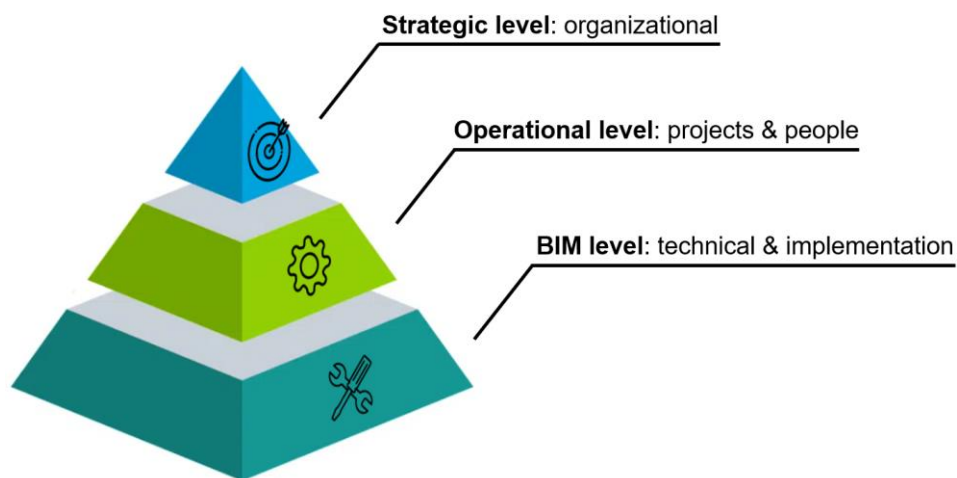 Strategic level: organizational
Operational level: projects & people
BIM level: technical & implementation